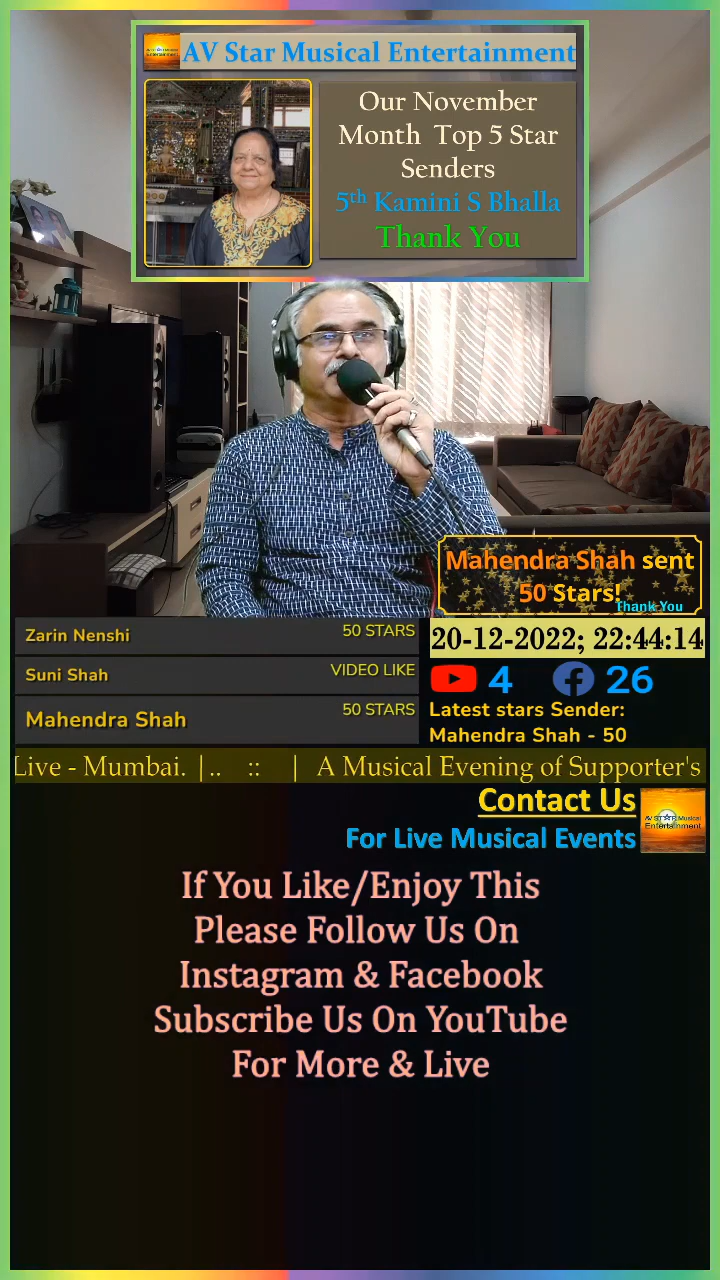 AV Star Musical Entertainment
Our November
Month Top 5 Star
Senders
5th Kamini S Bhalla
Thank You
Mahendra Shah sent
50 Stars!
Thank You
Zarin Nenshi 50 STARS
Suni Shah VIDEO LIKE
Mahendra Shah 50 STARS
20-12-2022; 22:44:14
4 26
Latest stars Sender:
Mahendra Shah - 50
Live - Mumbai. |.. :: | A Musical Evening of Supporter's
Contact Us
For Live Musical Events
AV STAR Musical
Entertainment
If You Like/Enjoy This
Please Follow Us On
Instagram & Facebook
Subscribe Us On YouTube
For More & Live